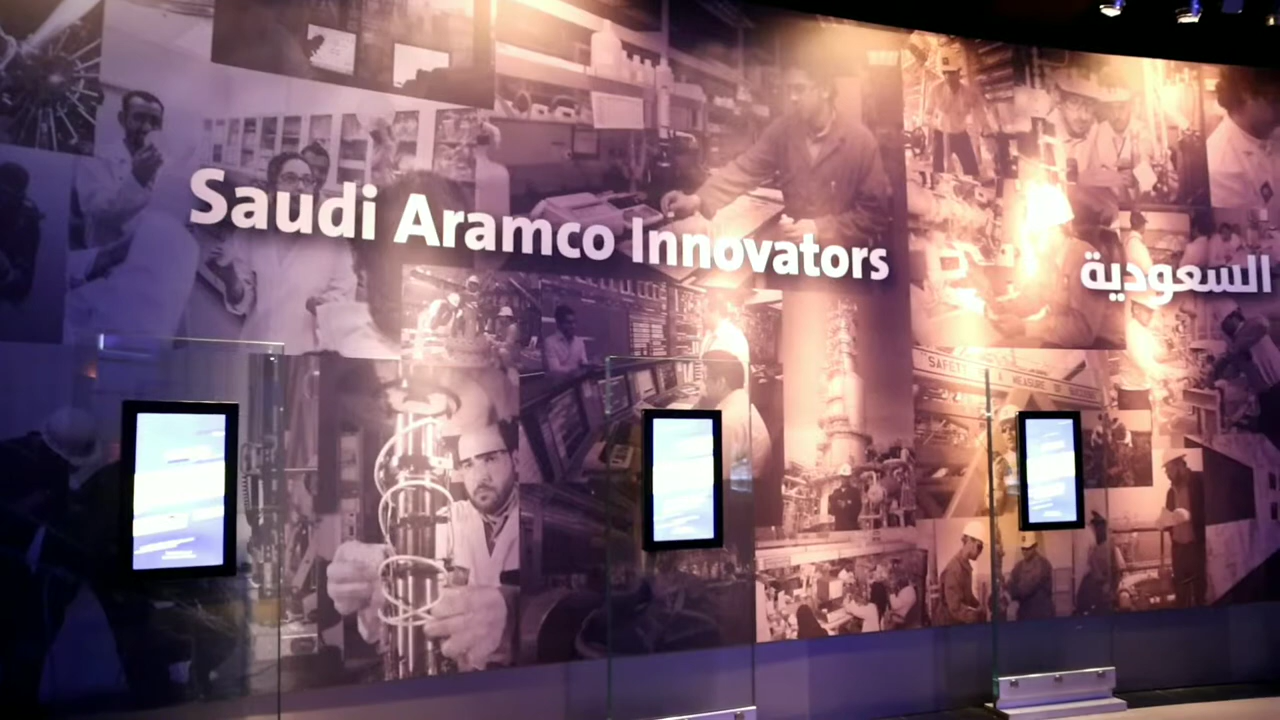 Saudi Aramco Innovators
السعودية
SAFETY IS A MEASURE OF